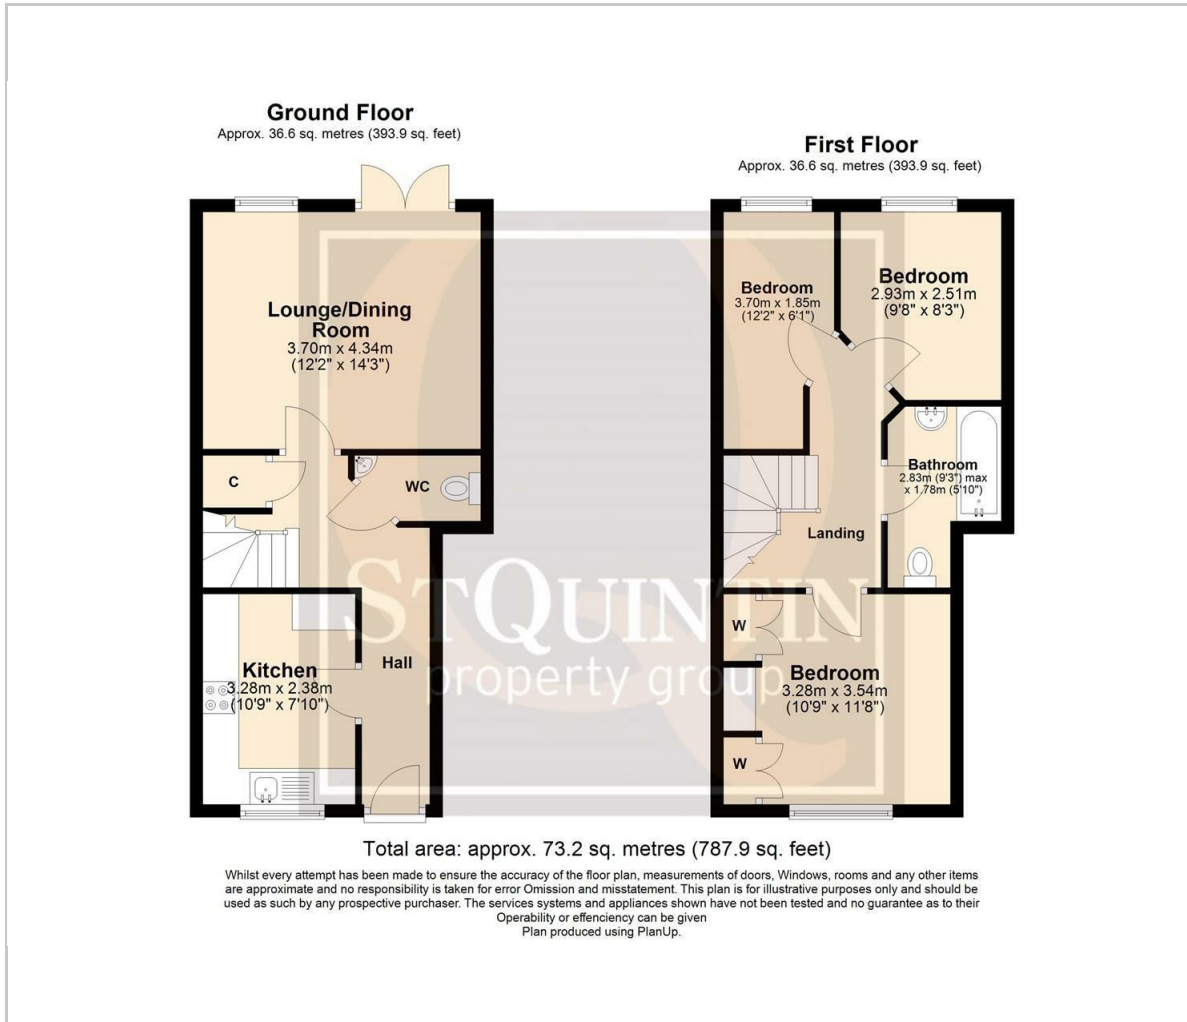 Ground Floor
Approx. 36.6 sq. metres (393.9 sq. feet)
First Floor
Approx. 36.6 sq. metres (393.9 sq. feet)
Lounge/Dining
Room
3.70m x 4.34m
(12'2" x 14'3")
C
WC
Kitchen
3.28m x 2.38m
(10'9" x 7'10")
Hall
Bedroom
3.70m x 1.85m
(12'2" x 6'1")
Bedroom
2.93m x 2.51m
(9'8" x 8'3")
Bathroom
2.83m (9'3") max
x 1.78m (5'10")
Landing
W
Bedroom
3.28m x 3.54m
(10'9" x 11'8")
W
STQUINTIN
property group
Total area: approx. 73.2 sq. metres (787.9 sq. feet)
Whilst every attempt has been made to ensure the accuracy of the floor plan, measurements of doors, Windows, rooms and any other items
are approximate and no responsibility is taken for error Omission and misstatement. This plan is for illustrative purposes only and should be
used as such by any prospective purchaser. The services systems and appliances shown have not been tested and no guarantee as to their
Operability or effenciency can be given
Plan produced using PlanUp.